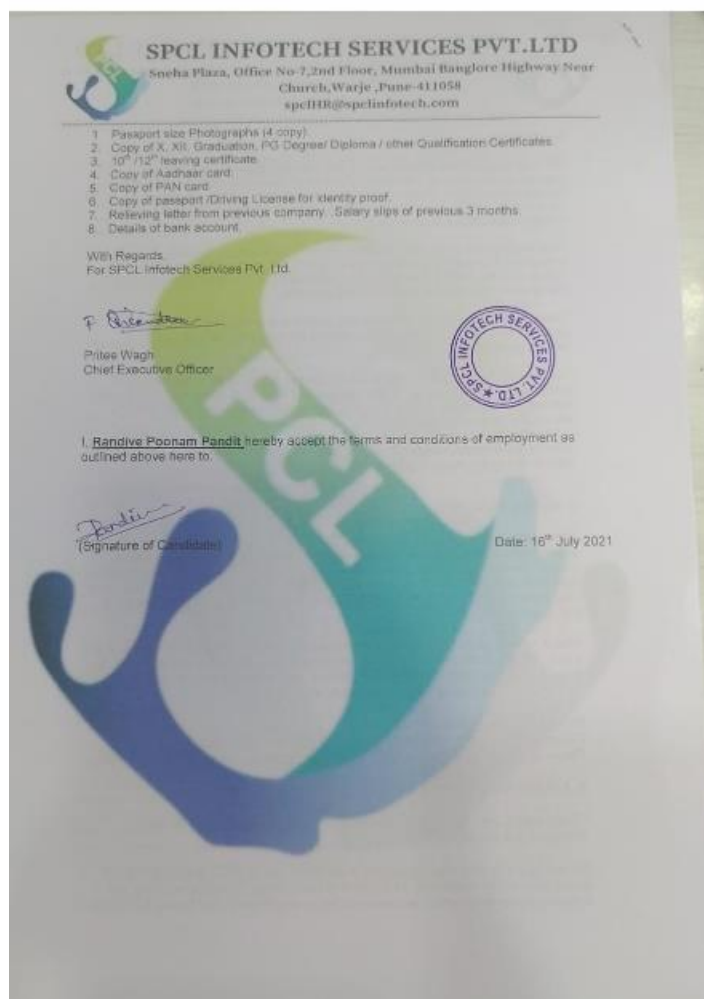 SPCL INFOTECH SERVICES PVT.LTD
Sneha Plaza, Office No-7,2nd Floor, Mumbai Banglore Highway Near
Church,Warje ,Pune-411058
spclHR@spclinfotech.com
1 Passport size Photographs (4 copy).
2. Copy of X, XII, Graduation, PG Degree/ Diploma / other Qualification Certificates.
3. 10th /12th leaving certificate.
4. Copy of Aadhaar card.
5. Copy of PAN card.
6. Copy of passport /Driving License for identity proof.
7. Relieving letter from previous company. Salary slips of previous 3 months
8. Details of bank account.
With Regards,
For SPCL Infotech Services Pvt. Ltd.
Pritee Wagh
Chief Executive Officer
SPCL INFOTECH SERVICES PVT. LTD.
I, Randive Poonam Pandit hereby accept the terms and conditions of employment as
outlined above here to.
(Signature of Candidate)
Date: 16th July 2021
PCL